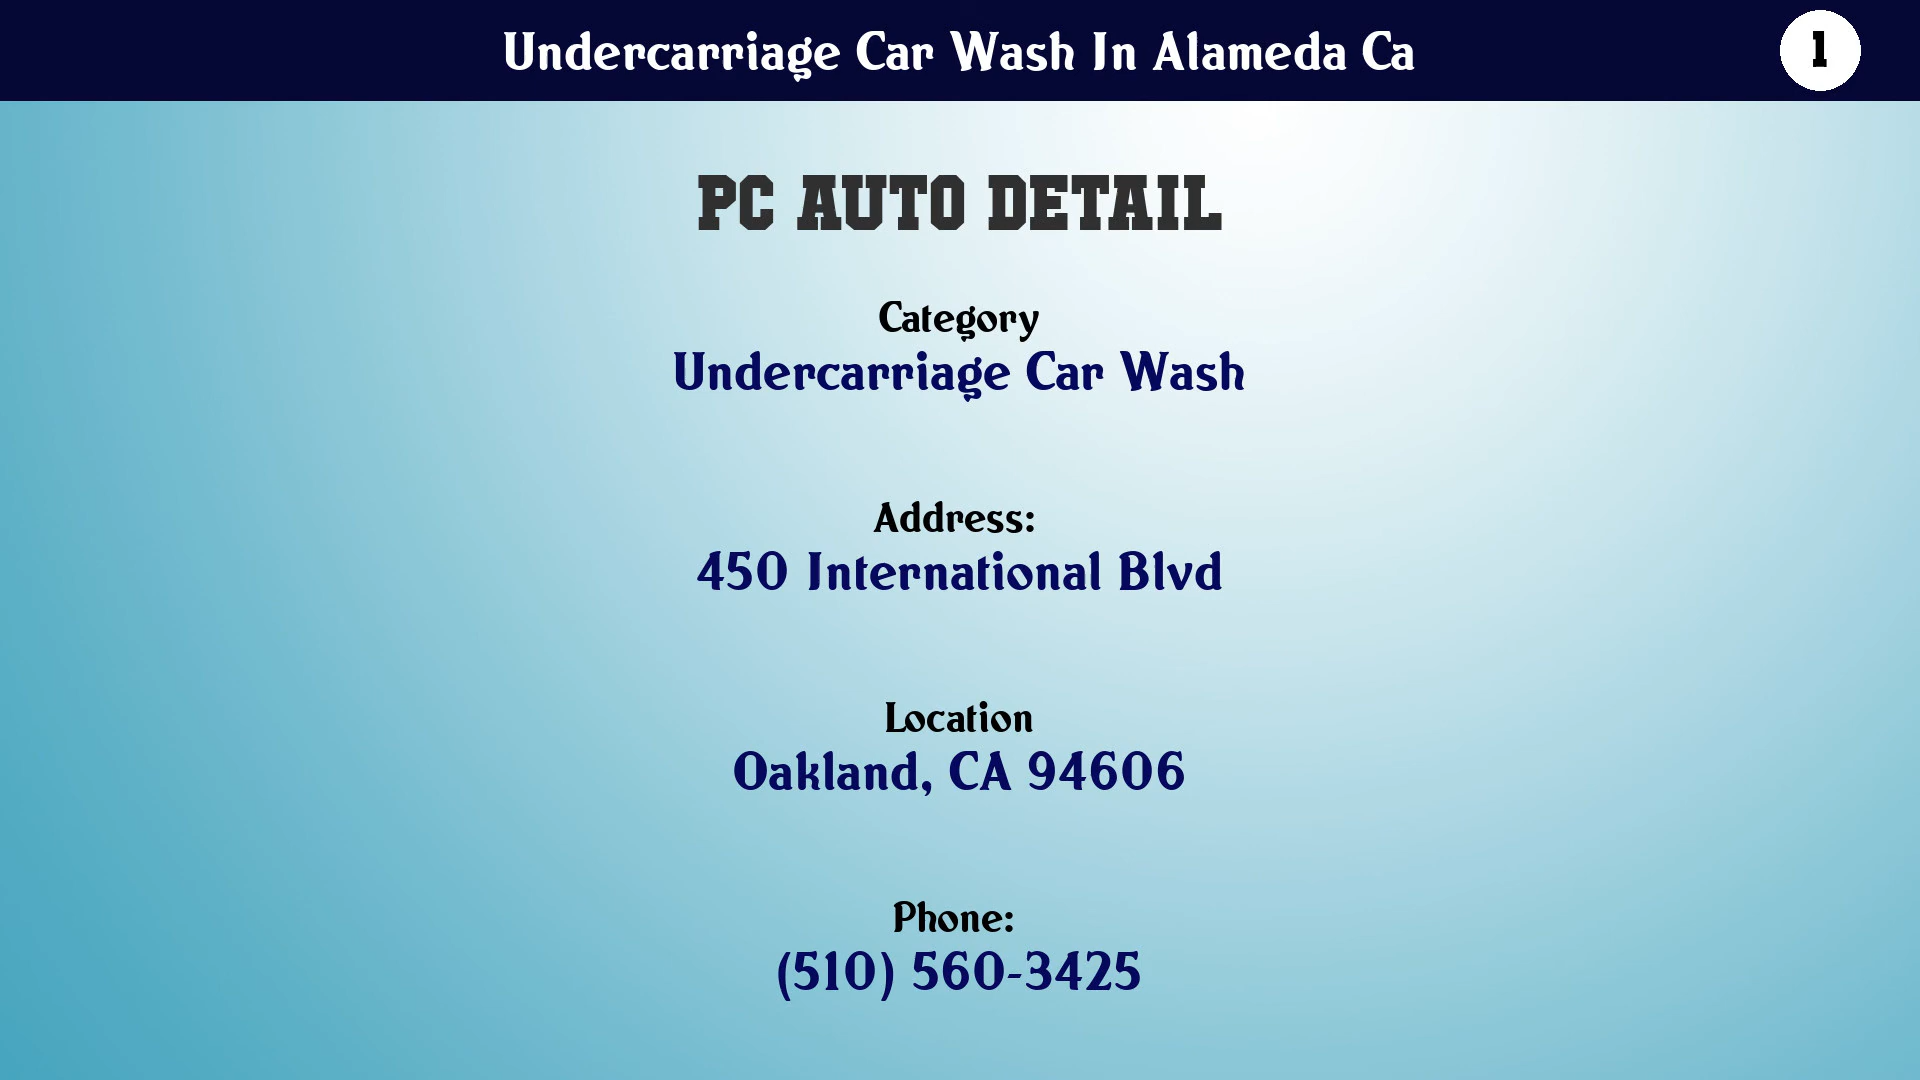 Undercarriage Car Wash In Alameda Ca
1
PC AUTO DETAIL
Category
Undercarriage Car Wash
Address:
450 International Blvd
Location
Oakland, CA 94606
Phone:
(510) 560-3425